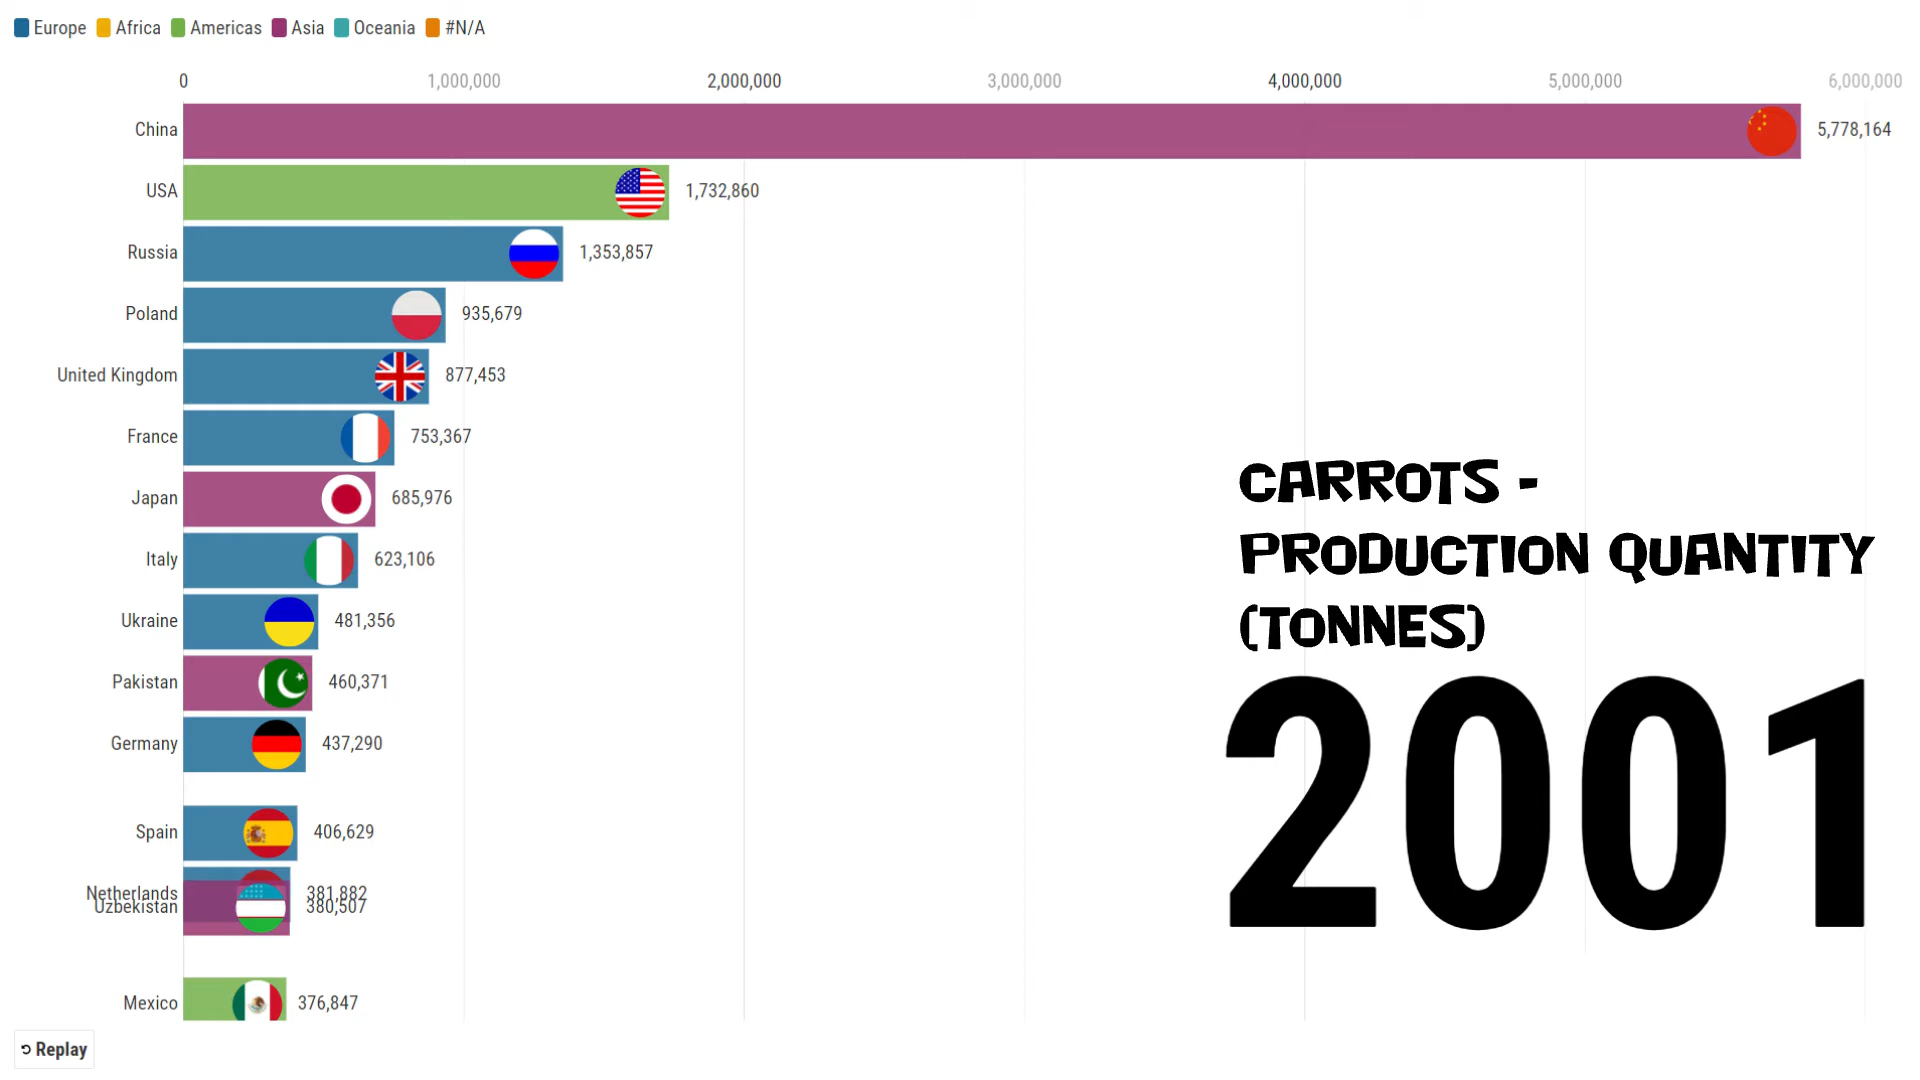 Europe Africa Americas Asia Oceania #N/A
0 1,000,000 2,000,000 3,000,000 4,000,000 5,000,000 6,000,000
China 5,778,164
USA 1,732,860
Russia 1,353,857
Poland 935,679
United Kingdom 877,453
France 753,367
Japan 685,976
Italy 623,106
Ukraine 481,356
Pakistan 460,371
Germany 437,290
Spain 406,629
Netherlands 381,882
Uzbekistan 380,507
Mexico 376,847
CARROTS -
PRODUCTION QUANTITY
(TONNES)
2001
Replay